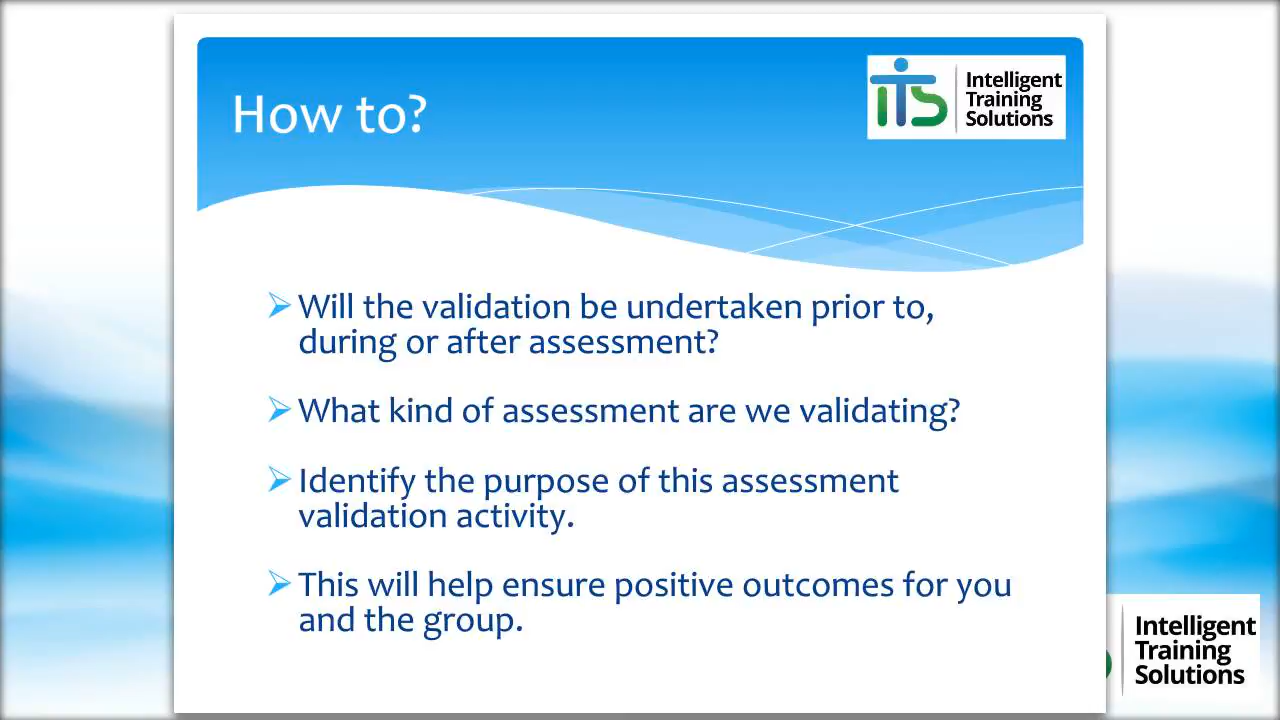 How to?
iTS
Intelligent
Training
Solutions
Will the validation be undertaken prior to,
during or after assessment?
What kind of assessment are we validating?
Identify the purpose of this assessment
validation activity.
This will help ensure positive outcomes for you
and the group.
Intelligent
Training
Solutions